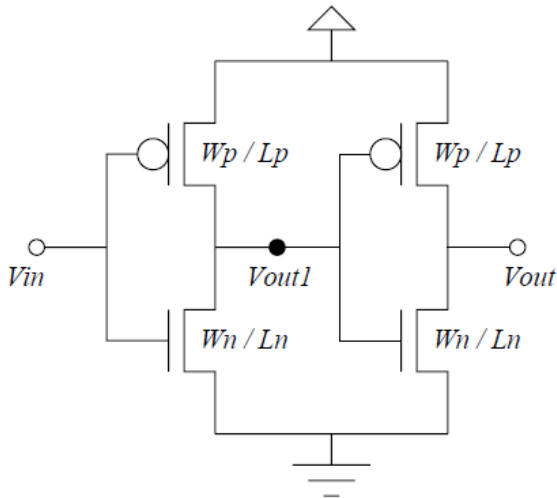 Wp / Lp
Wp / Lp
Vin
Vout1
Vout
Wn / Ln
Wn / Ln